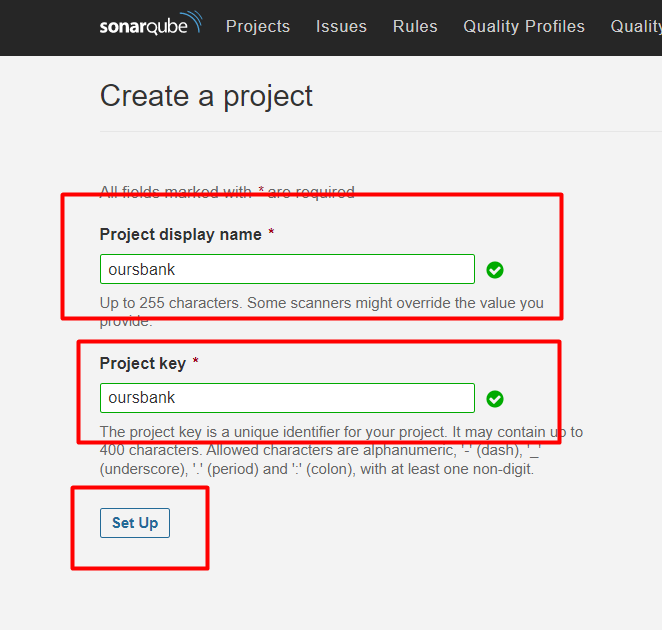 sonarqube Projects Issues Rules Quality Profiles Quality
Create a project
All fields marked with * are required
Project display name *
oursbank
Up to 255 characters. Some scanners might override the value you
provide.
Project key *
oursbank
The project key is a unique identifier for your project. It may contain up to
400 characters. Allowed characters are alphanumeric, '-' (dash), '_'
(underscore), '.' (period) and ':' (colon), with at least one non-digit.
Set Up